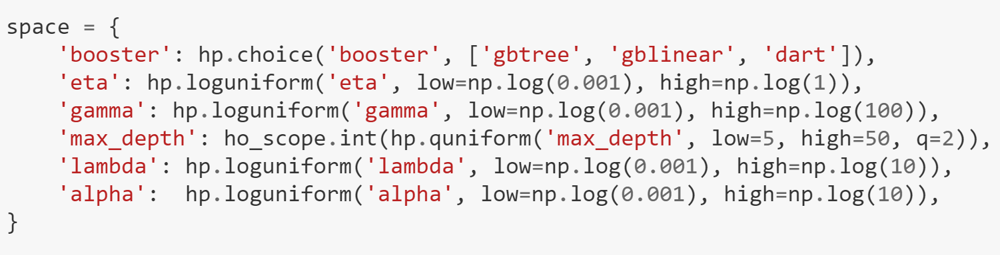 space = {
    'booster': hp.choice('booster', ['gbtree', 'gblinear', 'dart']),
    'eta': hp.loguniform('eta', low=np.log(0.001), high=np.log(1)),
    'gamma': hp.loguniform('gamma', low=np.log(0.001), high=np.log(100)),
    'max_depth': ho_scope.int(hp.quniform('max_depth', low=5, high=50, q=2)),
    'lambda': hp.loguniform('lambda', low=np.log(0.001), high=np.log(10)),
    'alpha':  hp.loguniform('alpha', low=np.log(0.001), high=np.log(10)),
}